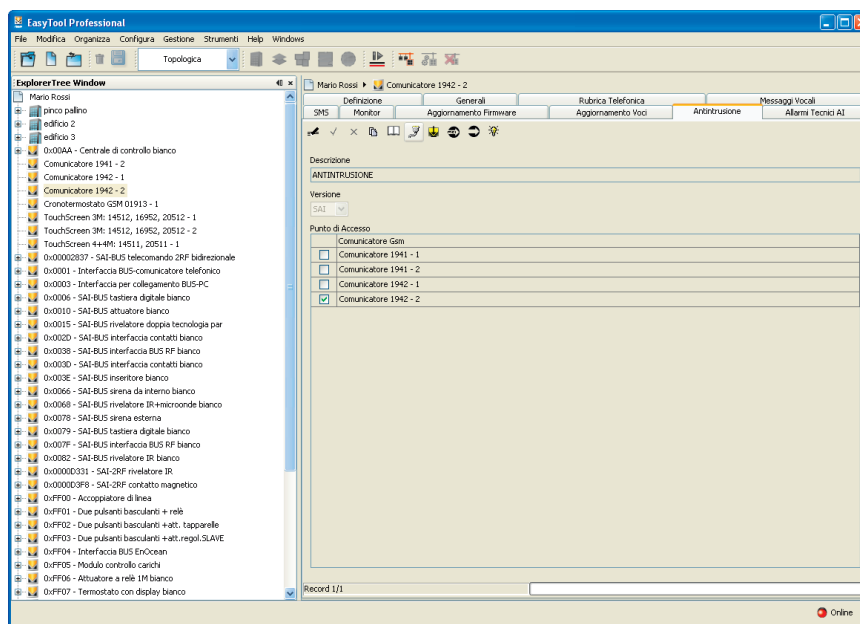 EasyTool Professional
File Modifica Organizza Configura Gestione Strumenti Help Windows
Topologica
ExplorerTree Window
Mario Rossi
pinco pallino
edificio 2
edificio 3
0x00AA - Centrale di controllo bianco
Comunicatore 1941 - 2
Comunicatore 1942 - 1
Comunicatore 1942 - 2
Cronotermostato GSM 01913 - 1
TouchScreen 3M: 14512, 16952, 20512 - 1
TouchScreen 3M: 14512, 16952, 20512 - 2
TouchScreen 4+4M: 14511, 20511 - 1
0x00002837 - SAI-BUS telecomando 2RF bidirezionale
0x0001 - Interfaccia BUS-comunicatore telefonico
0x0003 - Interfaccia per collegamento BUS-PC
0x0006 - SAI-BUS tastiera digitale bianco
0x0010 - SAI-BUS attuatore bianco
0x0015 - SAI-BUS rivelatore doppia tecnologia par
0x002D - SAI-BUS interfaccia contatti bianco
0x0038 - SAI-BUS interfaccia BUS RF bianco
0x003D - SAI-BUS interfaccia contatti bianco
0x003E - SAI-BUS inseritore bianco
0x0066 - SAI-BUS sirena da interno bianco
0x0068 - SAI-BUS rivelatore IR+microonde bianco
0x0078 - SAI-BUS sirena esterna
0x0079 - SAI-BUS tastiera digitale bianco
0x007F - SAI-BUS interfaccia BUS RF bianco
0x0082 - SAI-BUS rivelatore IR bianco
0x0000D331 - SAI-2RF rivelatore IR
0x0000D3F8 - SAI-2RF contatto magnetico
0xFF00 - Accoppiatore di linea
0xFF01 - Due pulsanti basculanti + relè
0xFF02 - Due pulsanti basculanti +att. tapparelle
0xFF03 - Due pulsanti basculanti +att.regol.SLAVE
0xFF04 - Interfaccia BUS EnOcean
0xFF05 - Modulo controllo carichi
0xFF06 - Attuatore a relè 1M bianco
0xFF07 - Termostato con display bianco
Mario Rossi Comunicatore 1942 - 2
Definizione Generali Rubrica Telefonica Messaggi Vocali
SMS Monitor Aggiornamento Firmware Aggiornamento Voci Antintrusione Allarmi Tecnici AI
Descrizione
ANTINTRUSIONE
Versione
SAI
Punto di Accesso
Comunicatore Gsm
Comunicatore 1941 - 1
Comunicatore 1941 - 2
Comunicatore 1942 - 1
Comunicatore 1942 - 2
Record 1/1
Online